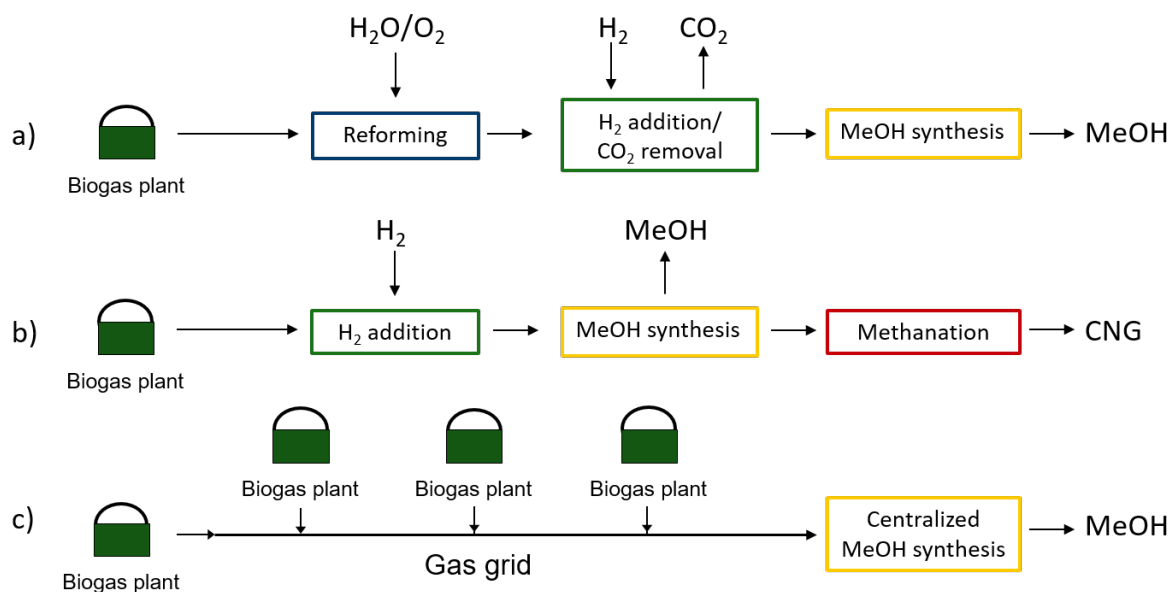 H₂O/O₂
H₂
CO₂
a)
Biogas plant
Reforming
H₂ addition/
CO₂ removal
MeOH synthesis
MeOH
H₂
MeOH
b)
Biogas plant
H₂ addition
MeOH synthesis
Methanation
CNG
Biogas plant
Biogas plant
Biogas plant
c)
Biogas plant
Gas grid
Centralized
MeOH synthesis
MeOH